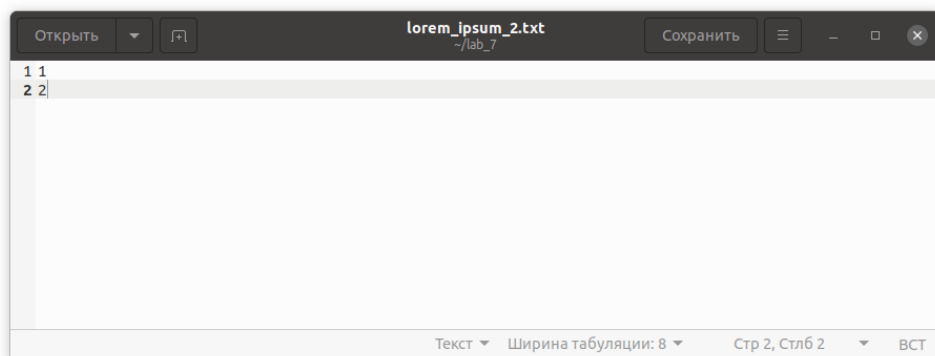 Открыть
lorem_ipsum_2.txt
~/lab_7
Сохранить
1 1
2 2
Текст Ширина табуляции: 8 Стр 2, Стлб 2 ВСТ